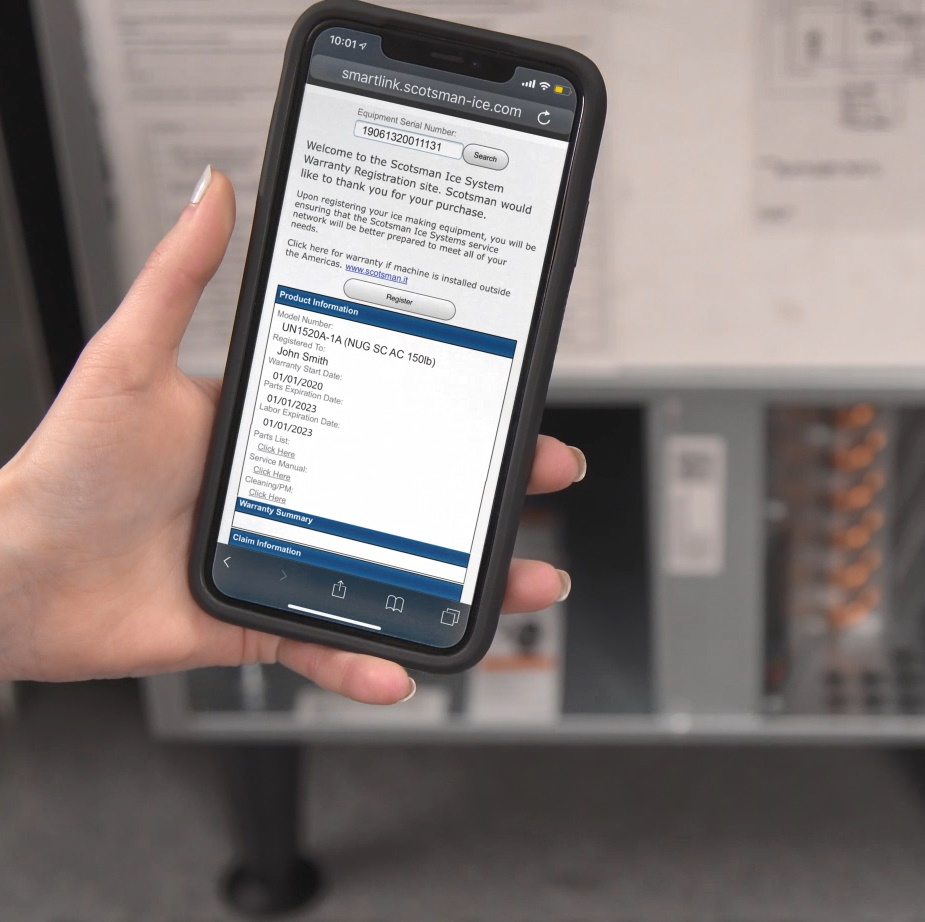 10:01
smartlink.scotsman-ice.com
Equipment Serial Number:
19061320011131
Search
Welcome to the Scotsman Ice System
Warranty Registration site. Scotsman would
like to thank you for your purchase.
Upon registering your ice making equipment, you will be
ensuring that the Scotsman Ice Systems service
network will be better prepared to meet all of your
needs.
Click here for warranty if machine is installed outside
the Americas. www.scotsman.it
Register
Product Information
Model Number:
UN1520A-1A (NUG SC AC 150lb)
Registered To:
John Smith
Warranty Start Date:
01/01/2020
Parts Expiration Date:
01/01/2023
Labor Expiration Date:
01/01/2023
Parts List:
Click Here
Service Manual:
Click Here
Cleaning/PM:
Click Here
Warranty Summary
Claim Information